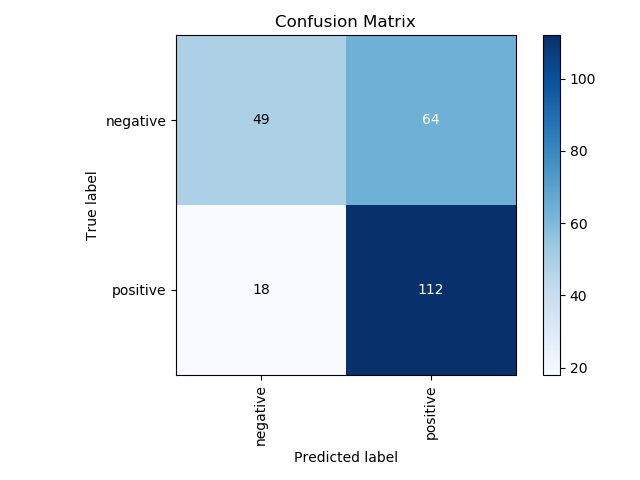 Confusion Matrix
True label
negative
49
64
positive
18
112
negative
positive
Predicted label
100
80
60
40
20